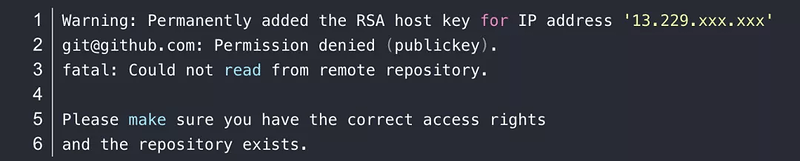 1 Warning: Permanently added the RSA host key for IP address '13.229.xxx.xxx'
2 git@github.com: Permission denied (publickey).
3 fatal: Could not read from remote repository.
4
5 Please make sure you have the correct access rights
6 and the repository exists.